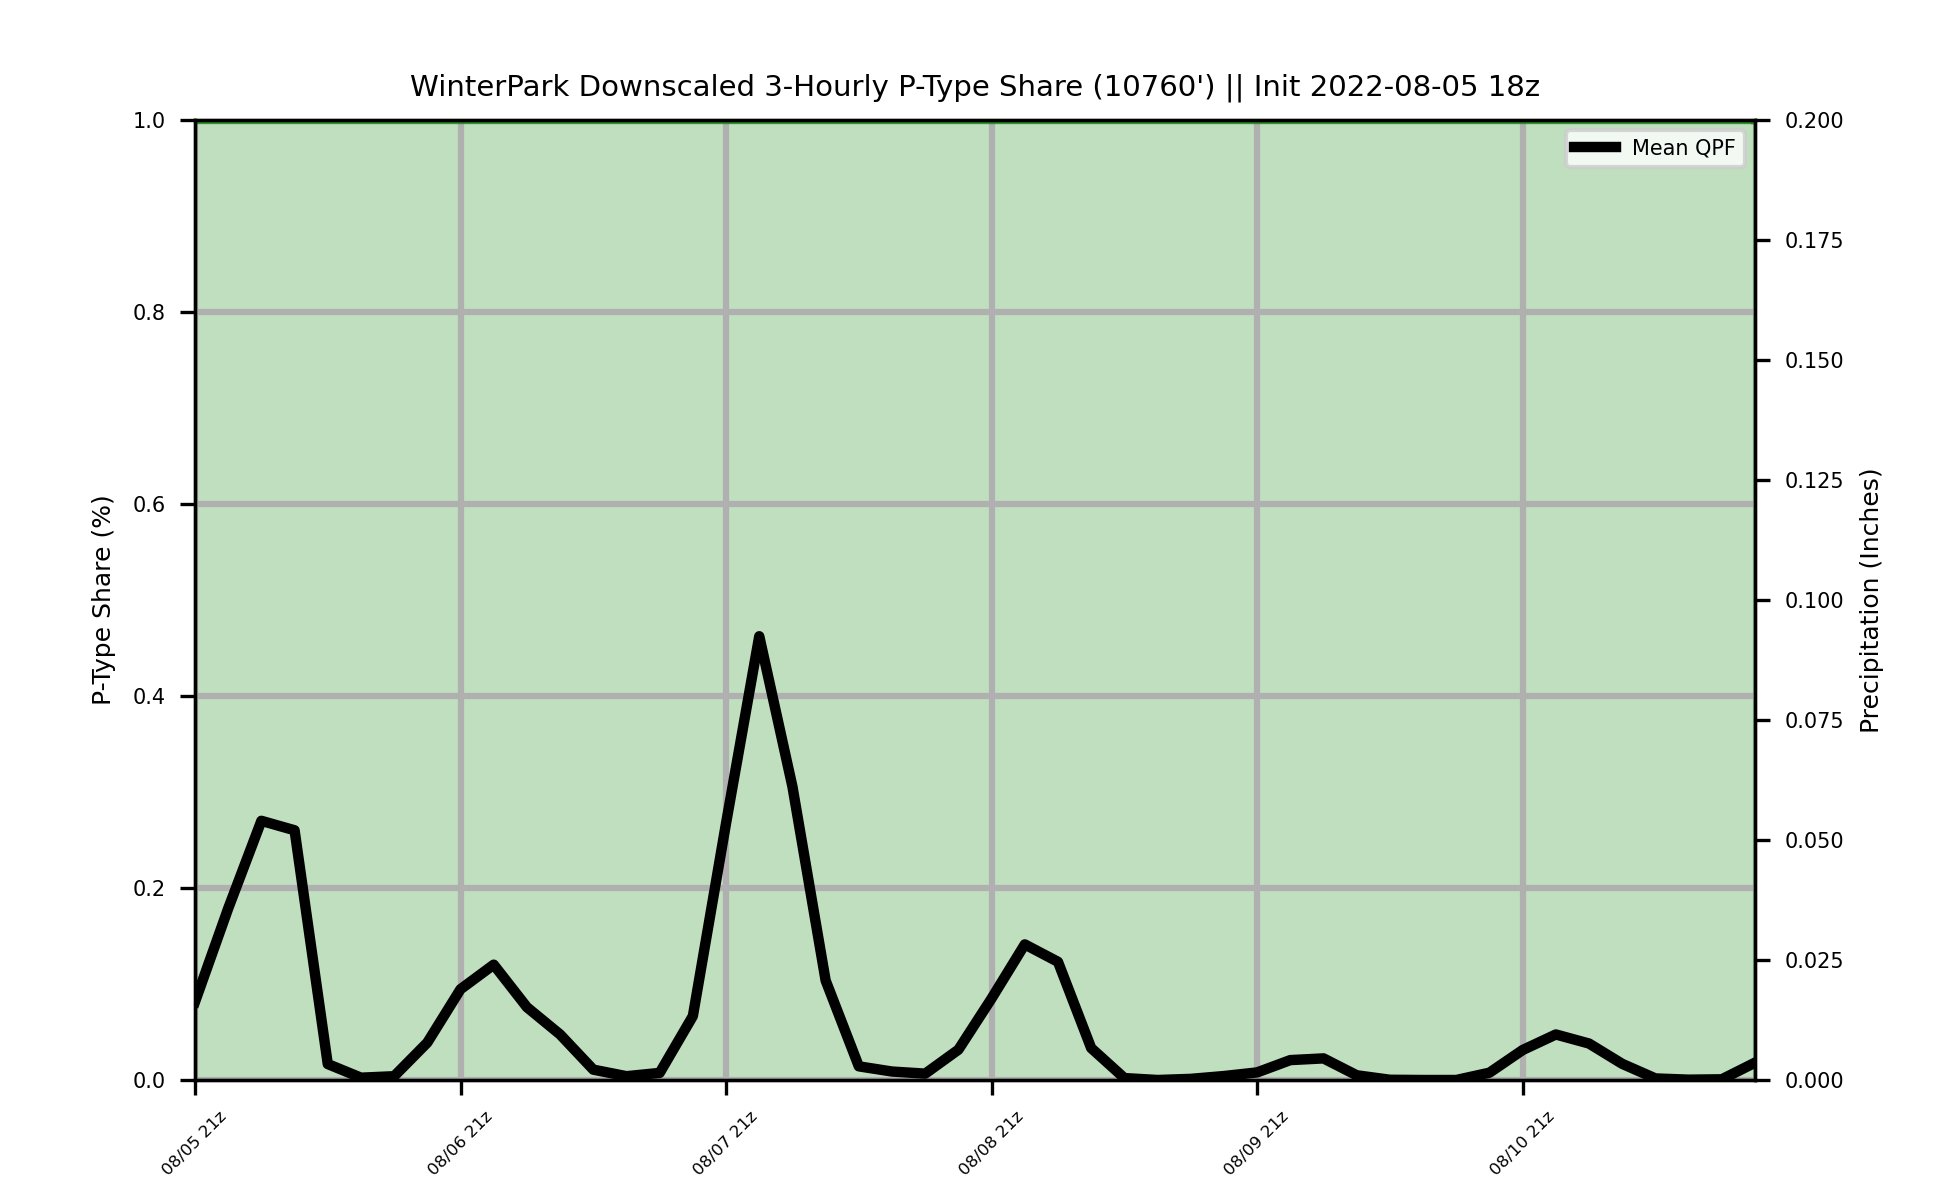 WinterPark Downscaled 3-Hourly P-Type Share (10760') || Init 2022-08-05 18z
Mean QPF
P-Type Share (%)
1.0
0.8
0.6
0.4
0.2
0.0
0.200
0.175
0.150
0.125
0.100
0.075
0.050
0.025
0.000
Precipitation (Inches)
08/05 21z
08/06 21z
08/07 21z
08/08 21z
08/09 21z
08/10 21z